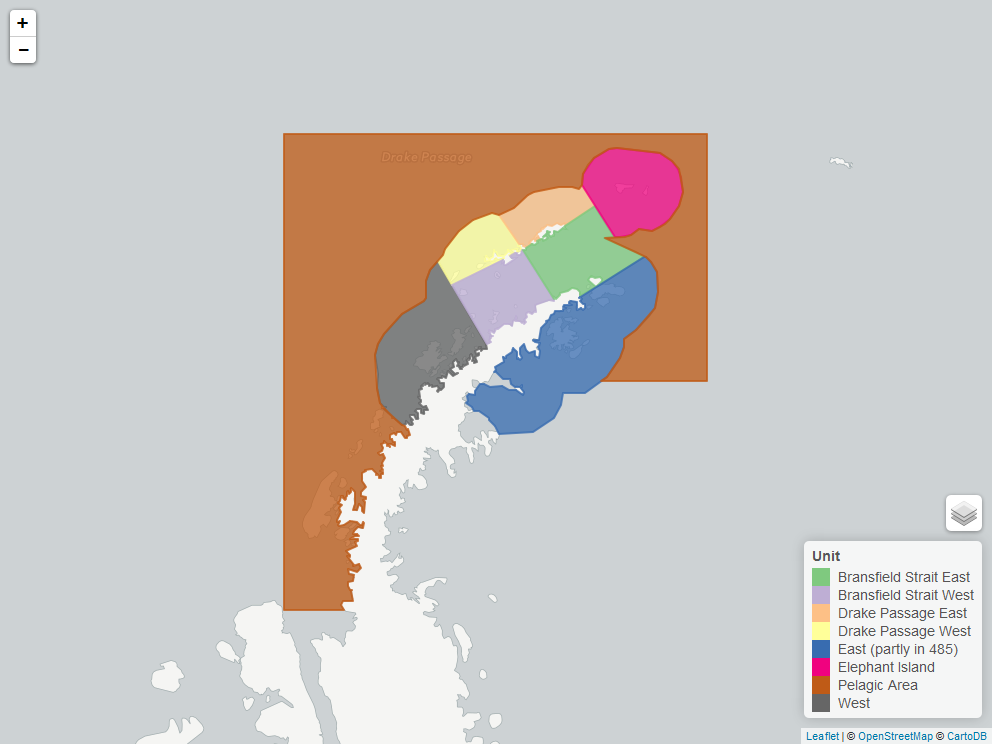 +
−
Drake Passage
Unit
Bransfield Strait East
Bransfield Strait West
Drake Passage East
Drake Passage West
East (partly in 485)
Elephant Island
Pelagic Area
West
Leaflet | © OpenStreetMap © CartoDB